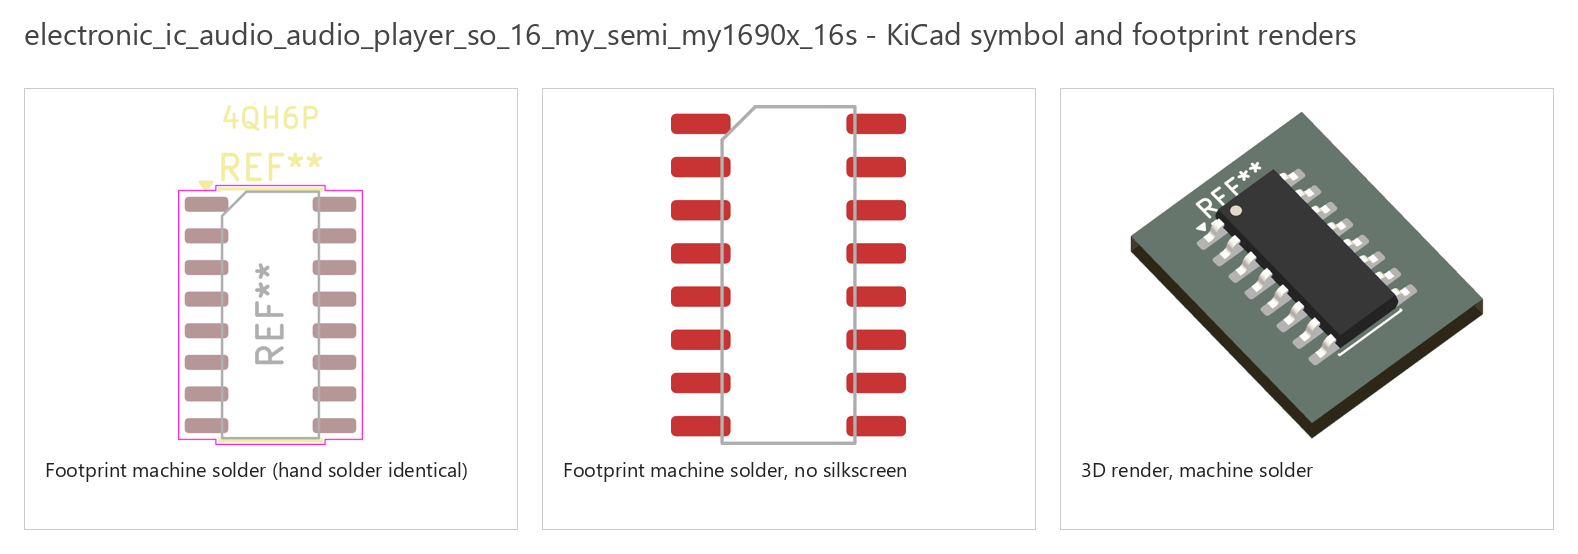 electronic_ic_audio_audio_player_so_16_my_semi_my1690x_16s - KiCad symbol and footprint renders
4QH6P
REF**
REF**
Footprint machine solder (hand solder identical)
Footprint machine solder, no silkscreen
REF**
3D render, machine solder